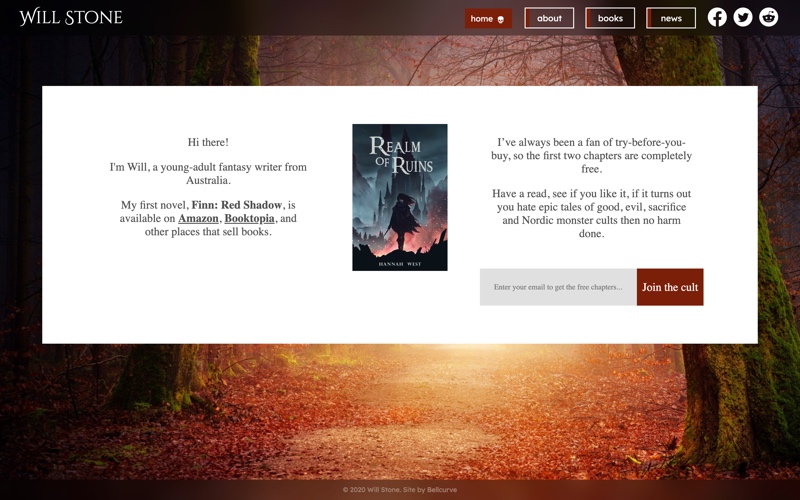 WILL STONE
home
about
books
news
Hi there!
I'm Will, a young-adult fantasy writer from
Australia.
My first novel, Finn: Red Shadow, is
available on Amazon, Booktopia, and
other places that sell books.
REALM
OF RUINS
HANNAH WEST
I've always been a fan of try-before-you-
buy, so the first two chapters are completely
free.
Have a read, see if you like it, if it turns out
you hate epic tales of good, evil, sacrifice
and Nordic monster cults then no harm
done.
Enter your email to get the free chapters...
Join the cult
© 2020 Will Stone. Site by Bellcurve